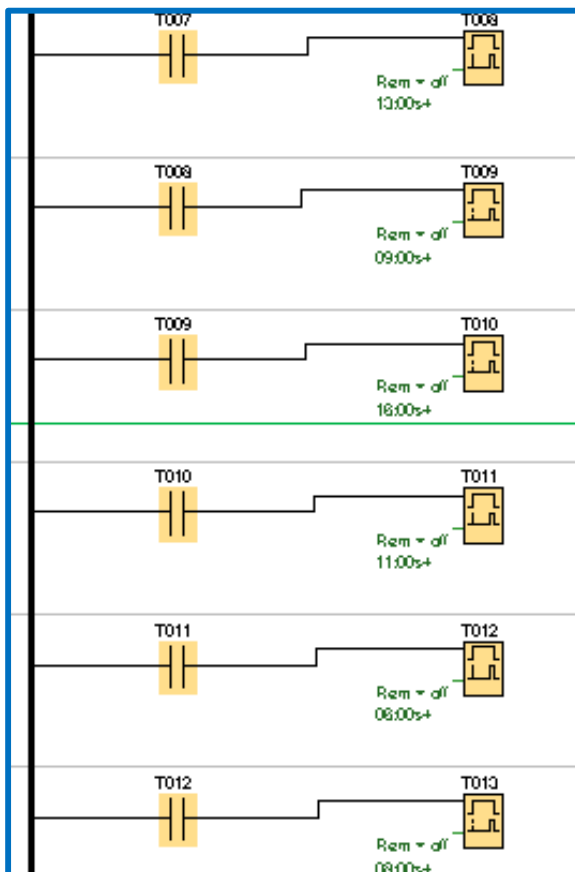 T007
T008
Rem = off
13:00s+
T008
T009
Rem = off
09:00s+
T009
T010
Rem = off
16:00s+
T010
T011
Rem = off
11:00s+
T011
T012
Rem = off
06:00s+
T012
T013
Rem = off